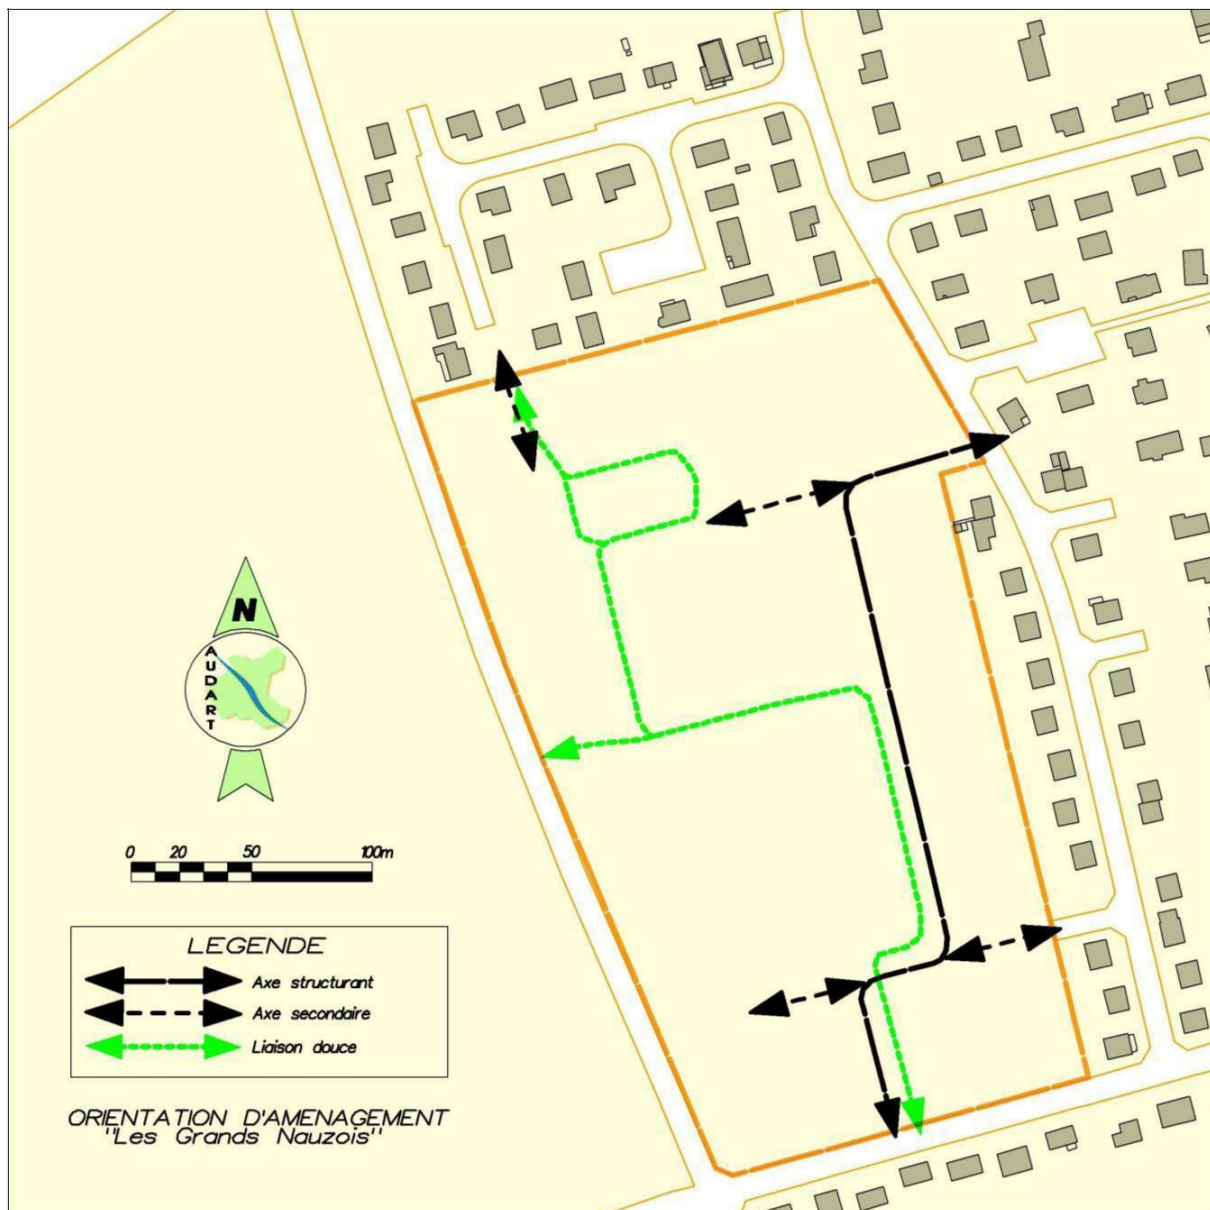 N
AUDART
0 20 50 100m
LEGENDE
Axe structurant
Axe secondaire
Liaison douce
ORIENTATION D'AMENAGEMENT
"Les Grands Nauzois"